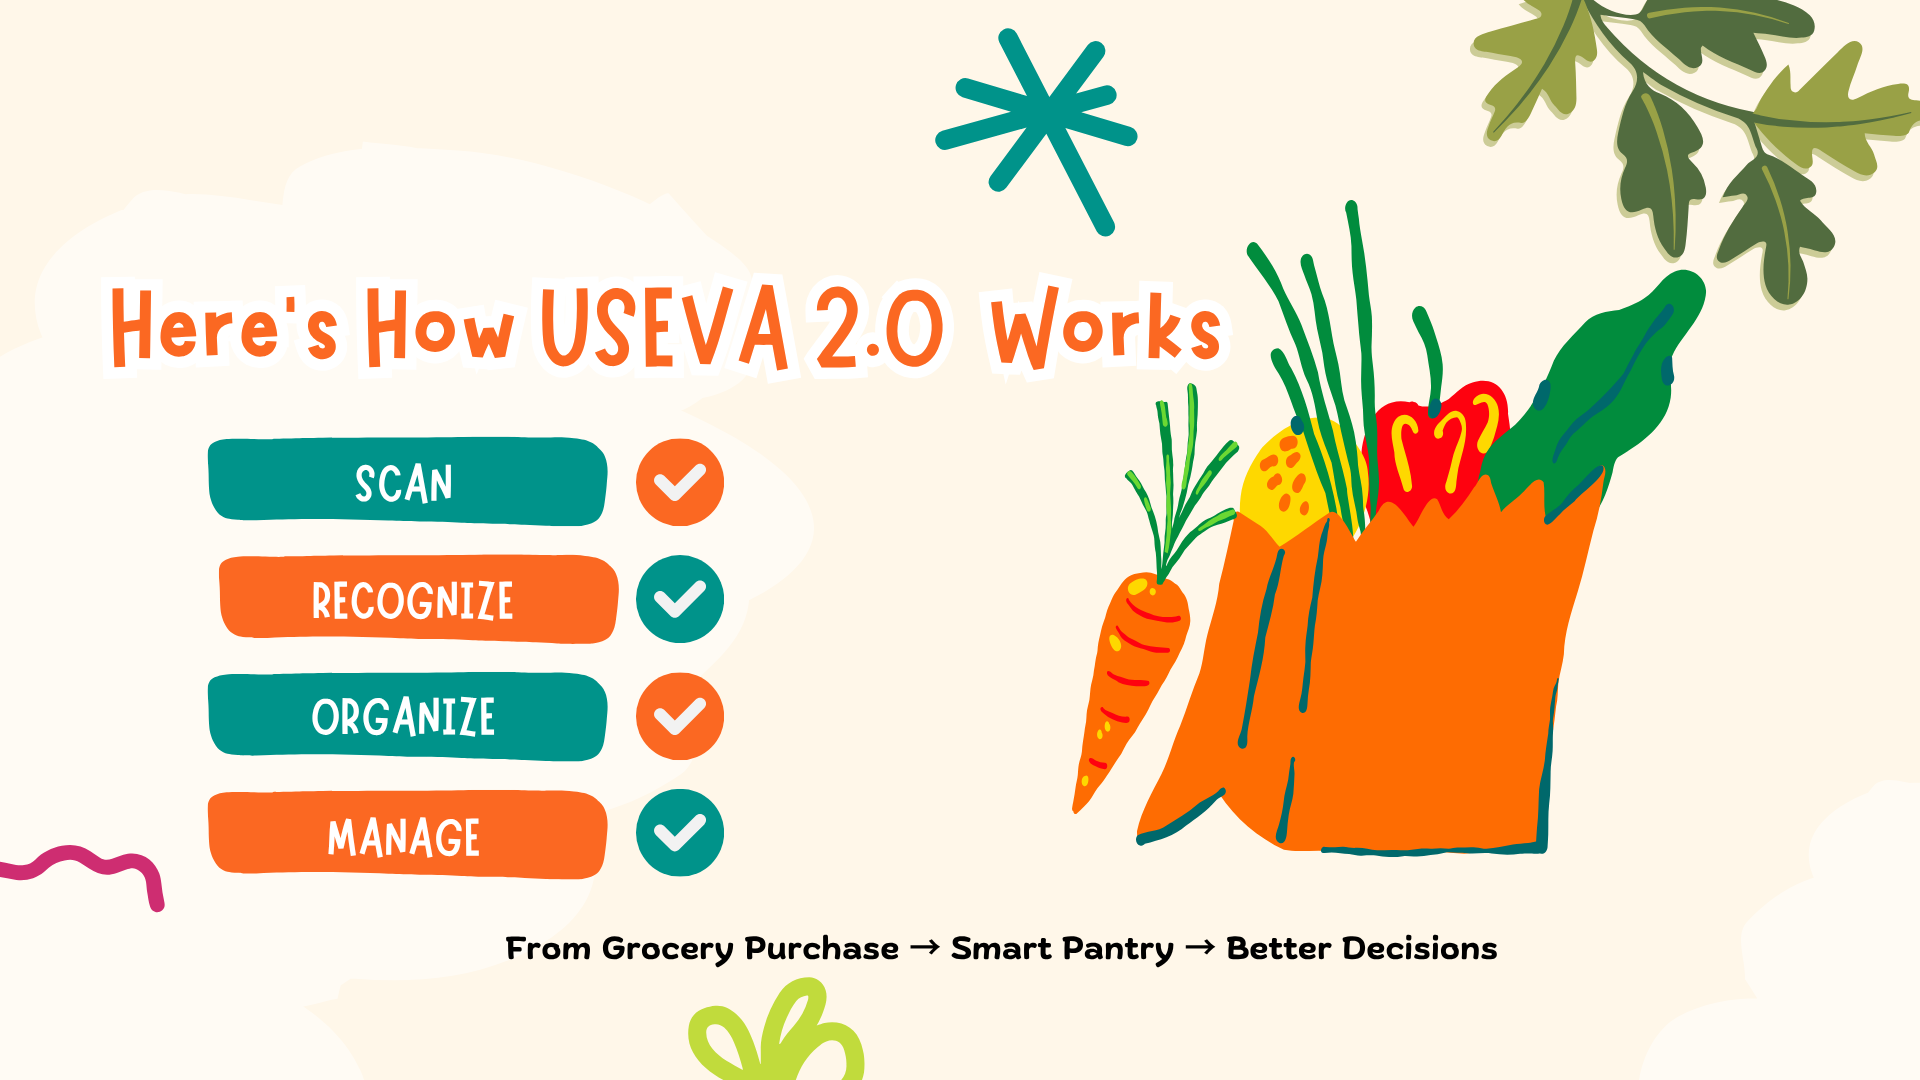 Here's How USEVA 2.0 Works
SCAN
RECOGNIZE
ORGANIZE
MANAGE
From Grocery Purchase → Smart Pantry → Better Decisions